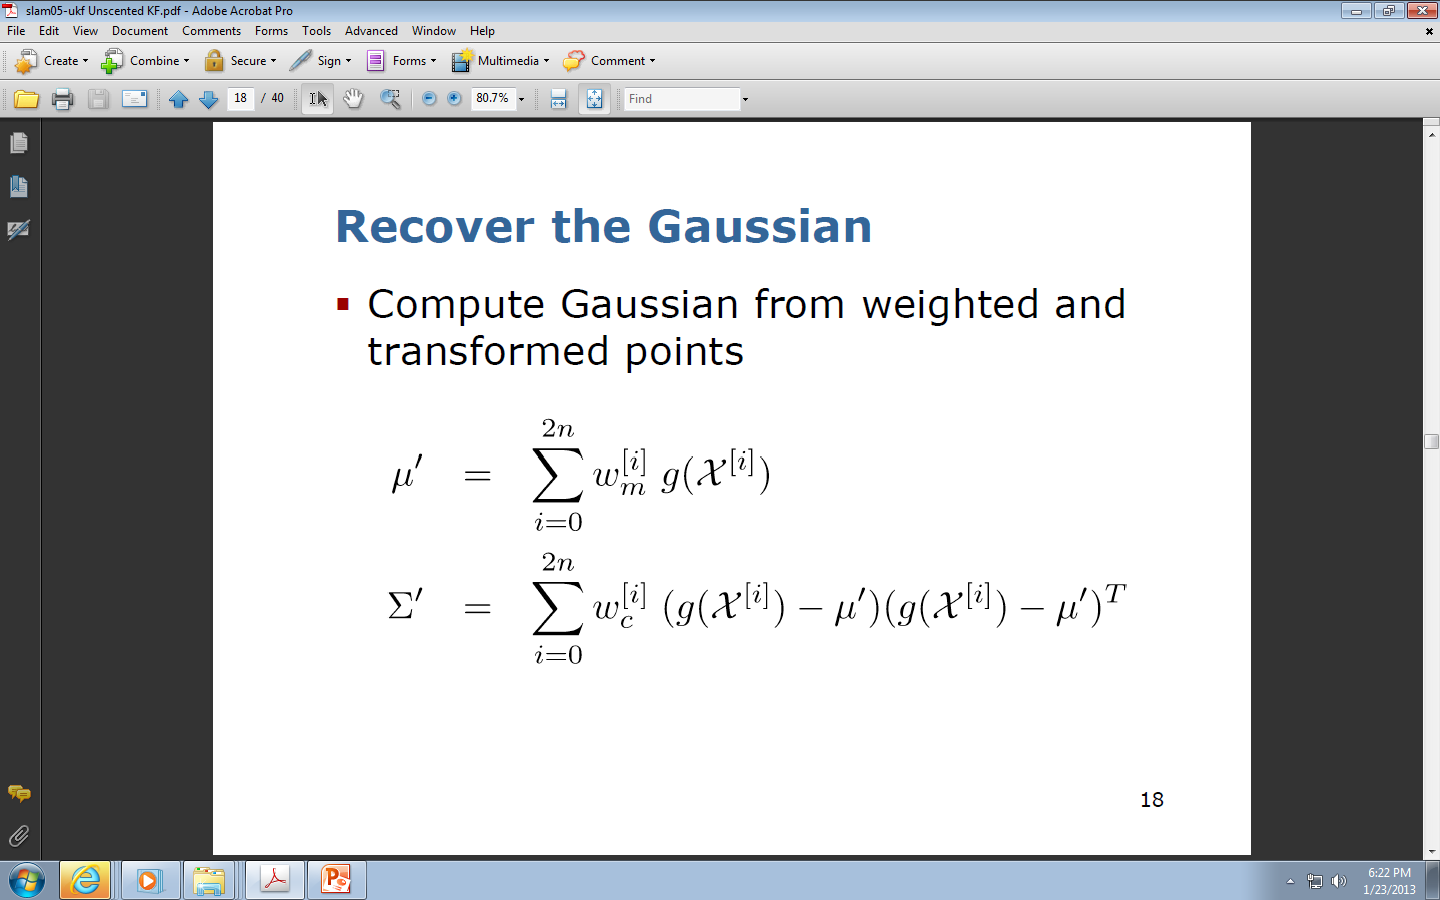 slam05-ukf Unscented KF.pdf - Adobe Acrobat Pro
File Edit View Document Comments Forms Tools Advanced Window Help
Create Combine Secure Sign Forms Multimedia Comment
18 / 40 80.7% Find
Recover the Gaussian
▪ Compute Gaussian from weighted and
transformed points
μ′ = ∑_{i=0}^{2n} w_m^{[i]} g(𝒳^{[i]})
Σ′ = ∑_{i=0}^{2n} w_c^{[i]} (g(𝒳^{[i]}) − μ′)(g(𝒳^{[i]}) − μ′)^T
18
6:22 PM
1/23/2013